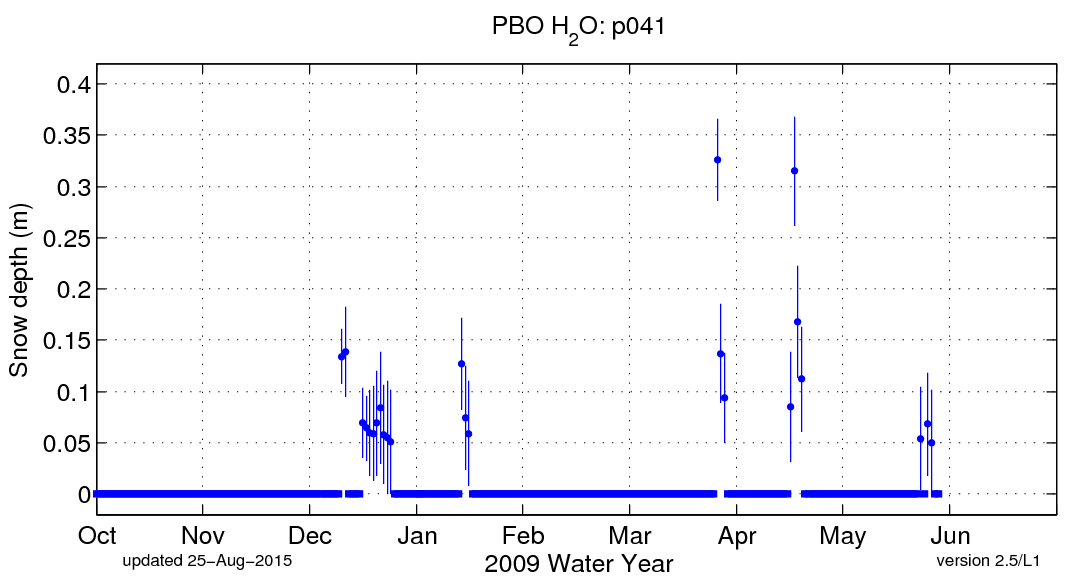 PBO H2O: p041
0.4
0.35
0.3
0.25
0.2
0.15
0.1
0.05
0
Snow depth (m)
Oct Nov Dec Jan Feb Mar Apr May Jun
updated 25-Aug-2015 2009 Water Year version 2.5/L1